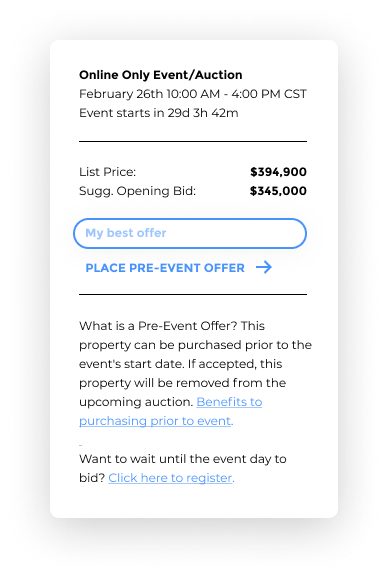 Online Only Event/Auction
February 26th 10:00 AM - 4:00 PM CST
Event starts in 29d 3h 42m
List Price: $394,900
Sugg. Opening Bid: $345,000
My best offer
PLACE PRE-EVENT OFFER →
What is a Pre-Event Offer? This
property can be purchased prior to the
event's start date. If accepted, this
property will be removed from the
upcoming auction. Benefits to
purchasing prior to event.
Want to wait until the event day to
bid? Click here to register.